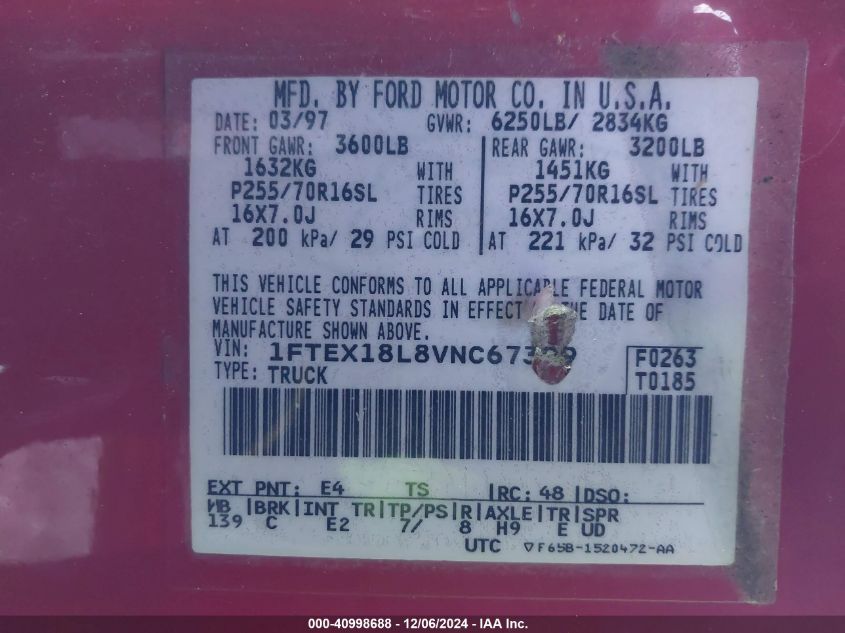 MFD. BY FORD MOTOR CO. IN U.S.A.
DATE: 03/97 GVWR: 6250LB/ 2834KG
FRONT GAWR: 3600LB REAR GAWR: 3200LB
1632KG WITH 1451KG WITH
P255/70R16SL TIRES P255/70R16SL TIRES
16X7.0J RIMS 16X7.0J RIMS
AT 200 kPa/ 29 PSI COLD AT 221 kPa/ 32 PSI COLD
THIS VEHICLE CONFORMS TO ALL APPLICABLE FEDERAL MOTOR
VEHICLE SAFETY STANDARDS IN EFFECT THE DATE OF
MANUFACTURE SHOWN ABOVE.
VIN:
TYPE: TRUCK
F0263
T0185
EXT PNT: E4 TS RC: 48 DSO:
WB BRK INT TR TP/PS R AXLE TR SPR
139 C E2 7/ 8 H9 E UD
UTC ▽F65B-1520472-AA
000-40998688 - 12/06/2024 - IAA Inc.